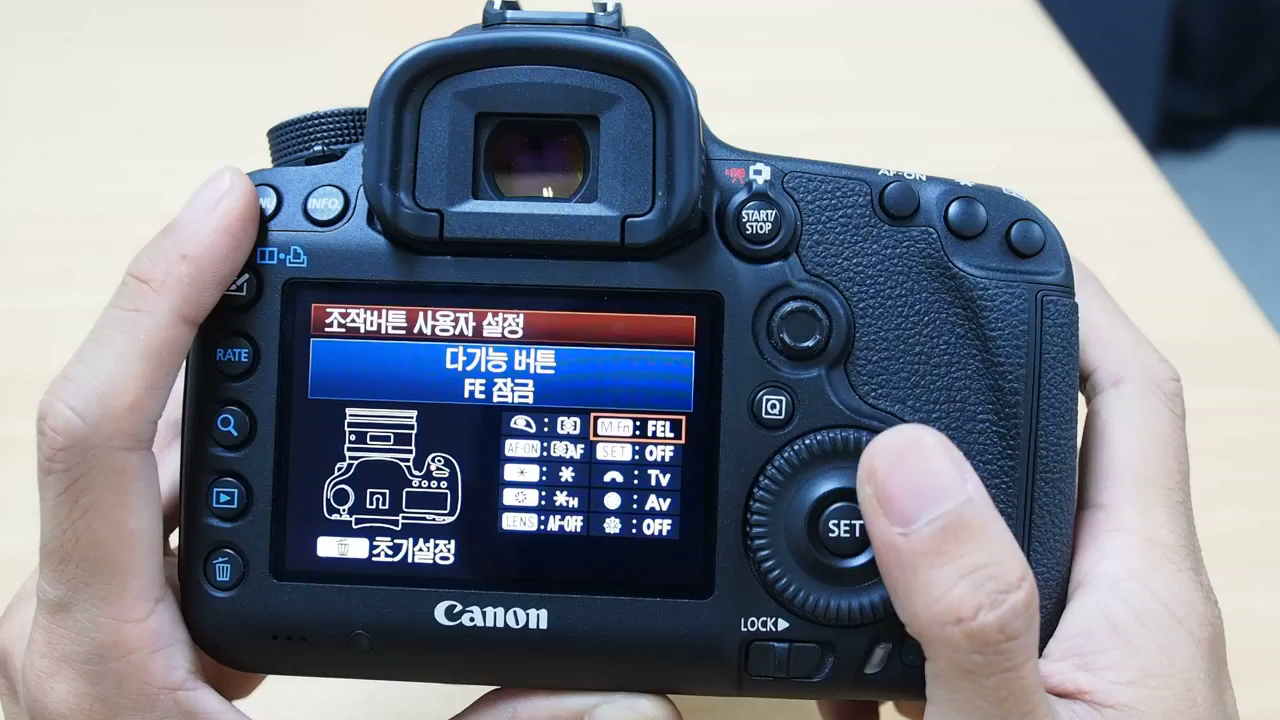 INFO.
START/
STOP
AF-ON
RATE
Q
조작버튼 사용자 설정
다기능 버튼
FE 잠금
M-Fn : FEL
AF-ON : AF
SET : OFF
: Tv
: Av
LENS : AF-OFF
: OFF
초기설정
SET
Canon
LOCK